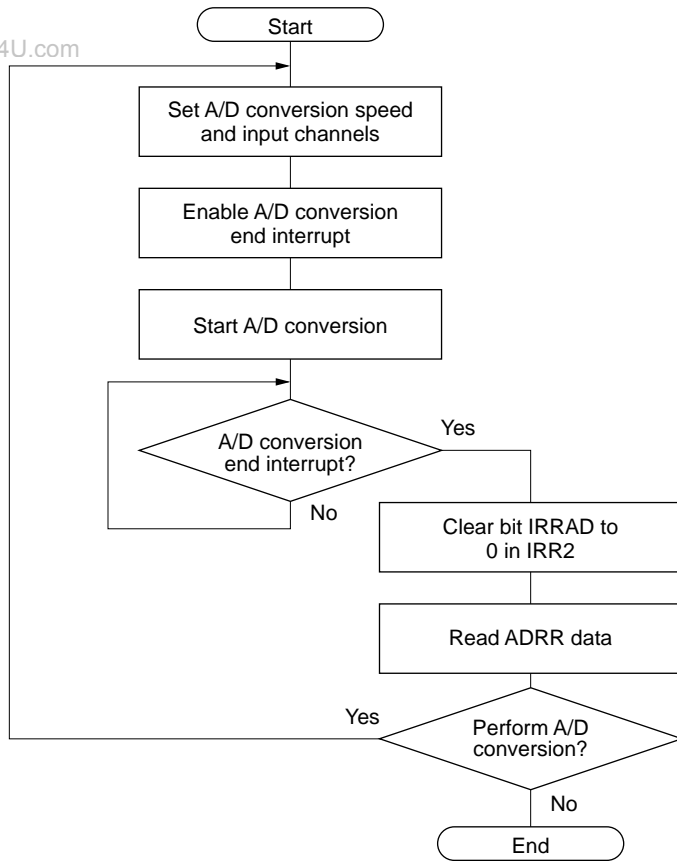 Start
4U.com
Set A/D conversion speed
and input channels
Enable A/D conversion
end interrupt
Start A/D conversion
A/D conversion
end interrupt?
Yes
No
Clear bit IRRAD to
0 in IRR2
Read ADRR data
Yes
Perform A/D
conversion?
No
End